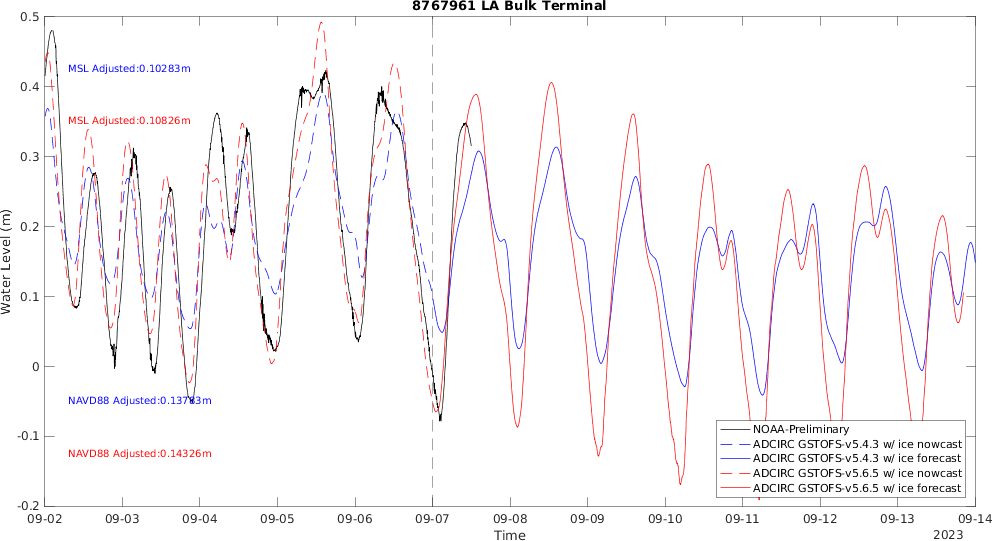 8767961 LA Bulk Terminal
0.5
0.4
0.3
0.2
0.1
0
-0.1
-0.2
Water Level (m)
MSL Adjusted:0.10283m
MSL Adjusted:0.10826m
NAVD88 Adjusted:0.13783m
NAVD88 Adjusted:0.14326m
NOAA-Preliminary
ADCIRC GSTOFS-v5.4.3 w/ ice nowcast
ADCIRC GSTOFS-v5.4.3 w/ ice forecast
ADCIRC GSTOFS-v5.6.5 w/ ice nowcast
ADCIRC GSTOFS-v5.6.5 w/ ice forecast
09-02 09-03 09-04 09-05 09-06 09-07 09-08 09-09 09-10 09-11 09-12 09-13 09-14
Time
2023